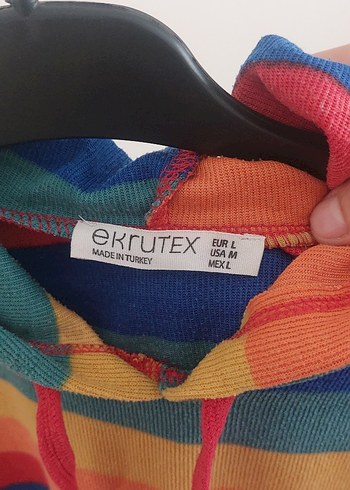 eKRUTEX
MADE IN TURKEY
EUR L
USA M
MEX L